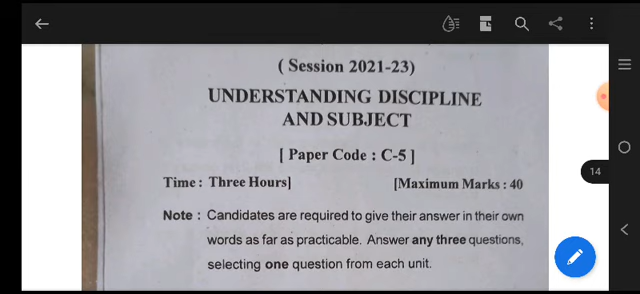 ( Session 2021-23)
UNDERSTANDING DISCIPLINE
AND SUBJECT
[ Paper Code : C-5 ]
Time : Three Hours] [Maximum Marks : 40
Note : Candidates are required to give their answer in their own
words as far as practicable. Answer any three questions,
selecting one question from each unit.
14